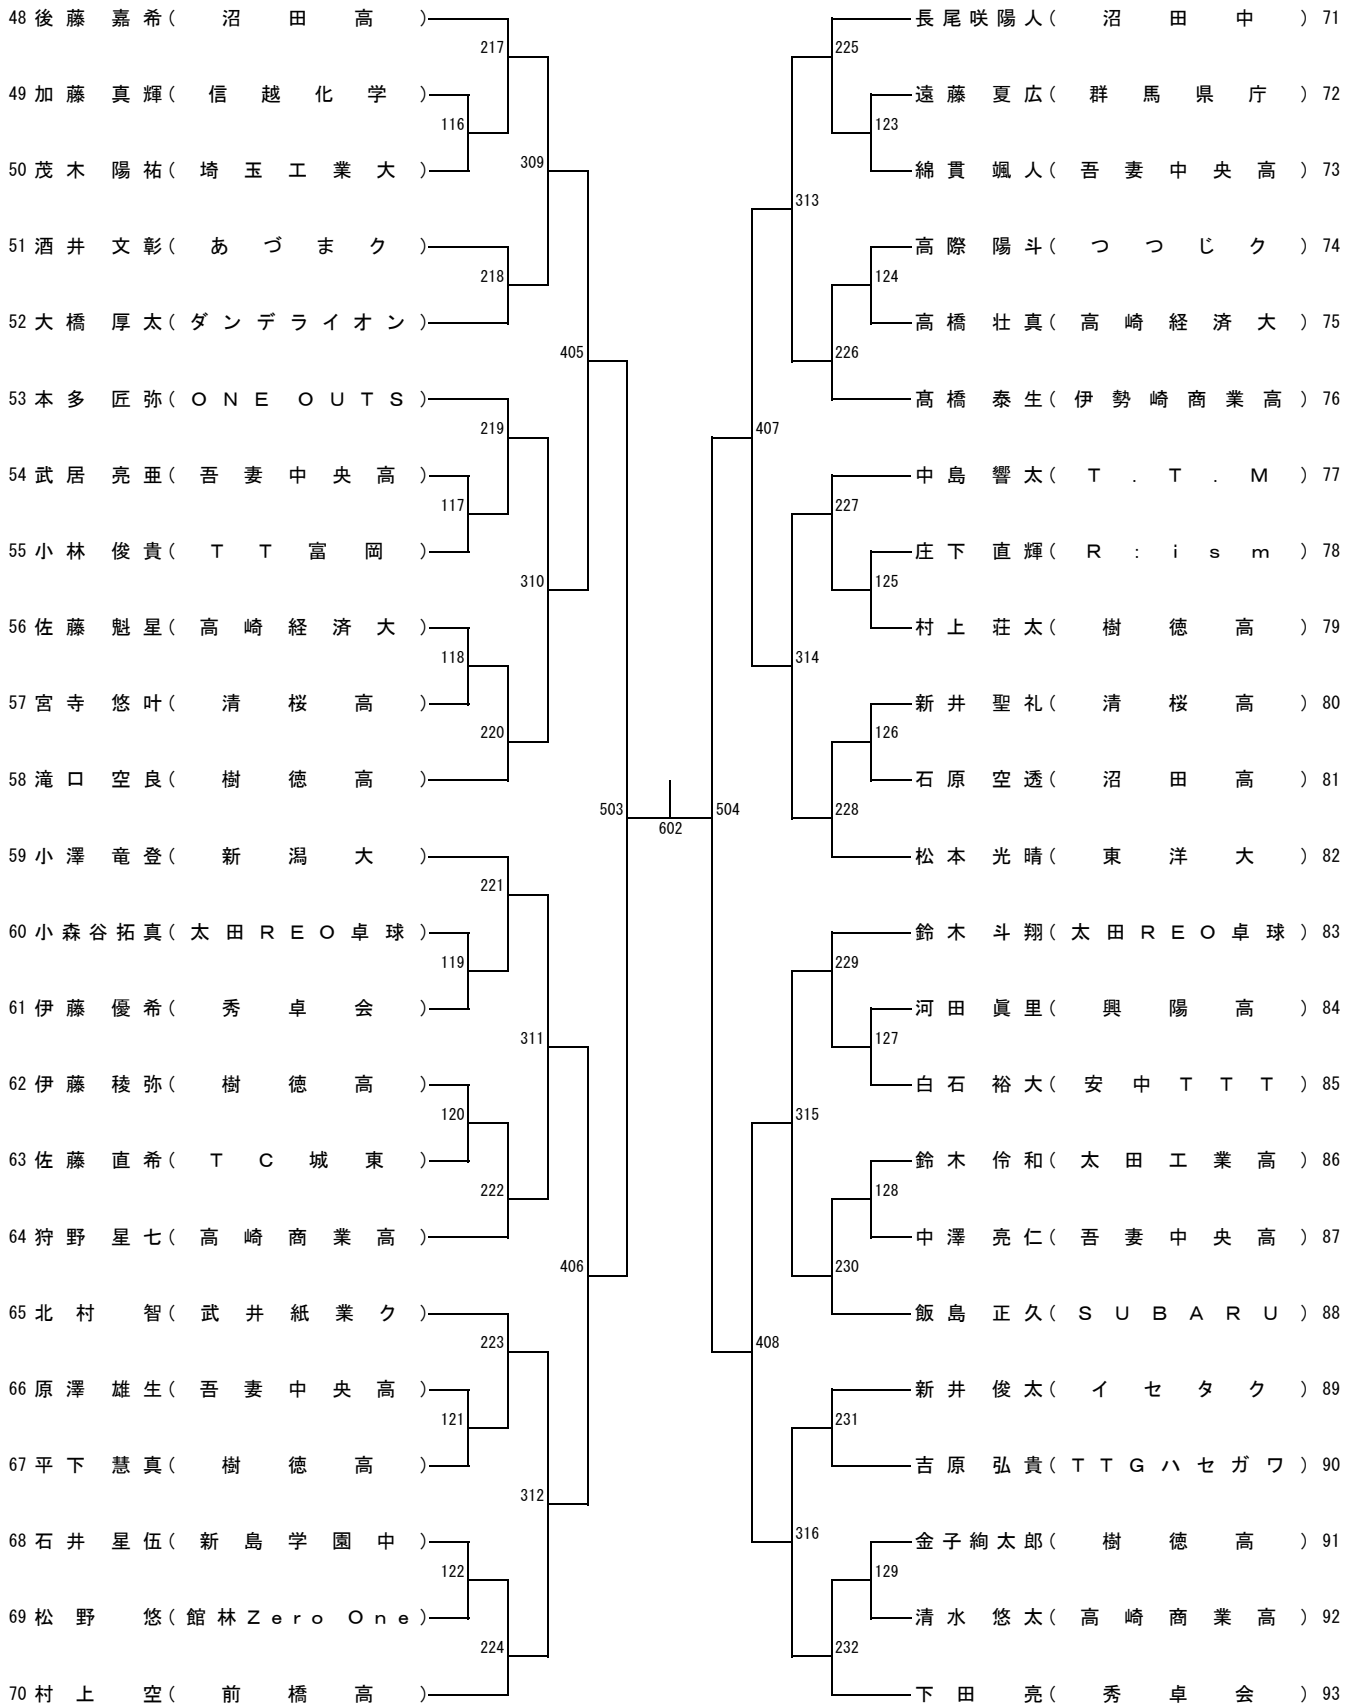 48 後藤嘉希(沼田高)
217
49 加藤真輝(信越化学)
116
50 茂木陽祐(埼玉工業大)
309
51 酒井文彰(あづまク)
218
52 大橋厚太(ダンデライオン)
405
53 本多匠弥(ONE OUTS)
219
54 武居亮亜(吾妻中央高)
117
55 小林俊貴(TT富岡)
310
56 佐藤魁星(高崎経済大)
118
57 宮寺悠叶(清桜高)
220
58 滝口空良(樹徳高)
503
59 小澤竜登(新潟大)
221
60 小森谷拓真(太田REO卓球)
119
61 伊藤優希(秀卓会)
311
62 伊藤稜弥(樹徳高)
120
63 佐藤直希(TC城東)
222
64 狩野星七(高崎商業高)
406
65 北村智(武井紙業ク)
223
66 原澤雄生(吾妻中央高)
121
67 平下慧真(樹徳高)
312
68 石井星伍(新島学園中)
122
69 松野悠(館林Zero One)
224
70 村上空(前橋高)
602
長尾咲陽人(沼田中) 71
225
遠藤夏広(群馬県庁) 72
123
綿貫颯人(吾妻中央高) 73
313
高際陽斗(つつじク) 74
124
高橋壮真(高崎経済大) 75
226
髙橋泰生(伊勢崎商業高) 76
407
中島響太(T.T.M) 77
227
庄下直輝(R:ism) 78
125
村上荘太(樹徳高) 79
314
新井聖礼(清桜高) 80
126
石原空透(沼田高) 81
228
504
松本光晴(東洋大) 82
鈴木斗翔(太田REO卓球) 83
229
河田眞里(興陽高) 84
127
白石裕大(安中TTT) 85
315
鈴木伶和(太田工業高) 86
128
中澤亮仁(吾妻中央高) 87
230
飯島正久(SUBARU) 88
408
新井俊太(イセタク) 89
231
吉原弘貴(TTGハセガワ) 90
316
金子絢太郎(樹徳高) 91
129
清水悠太(高崎商業高) 92
232
下田亮(秀卓会) 93